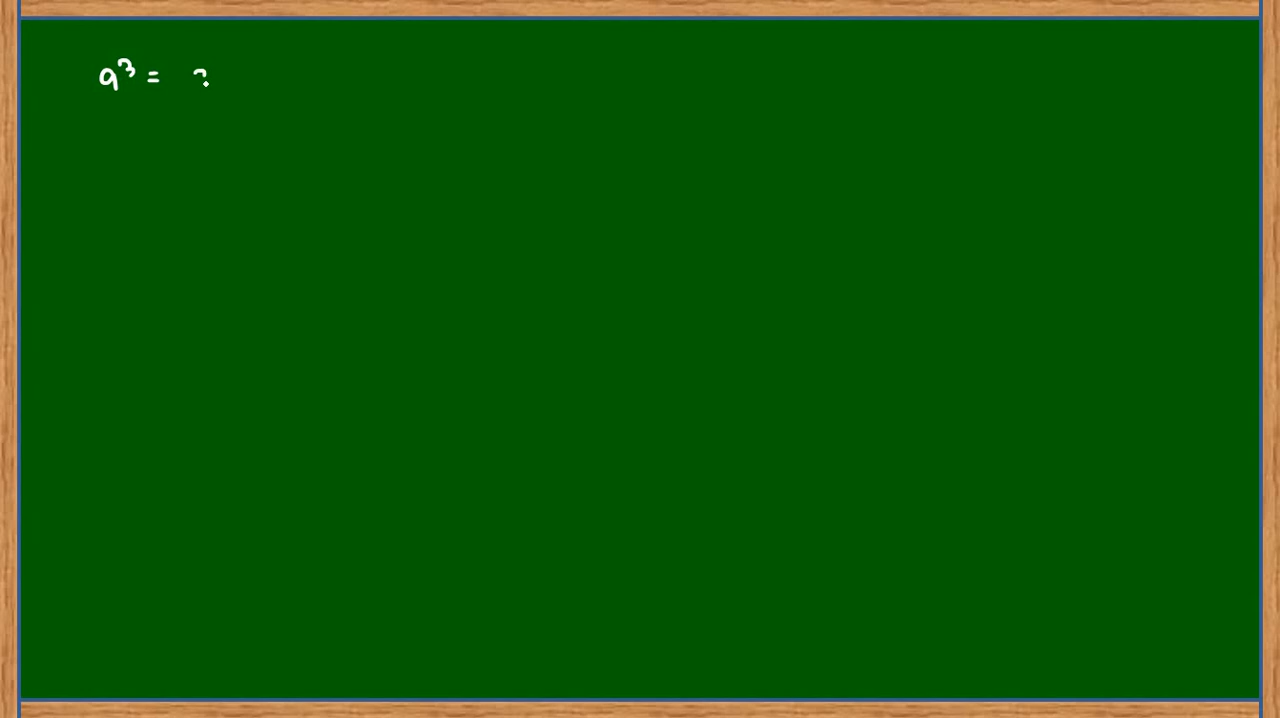 9³ = ?